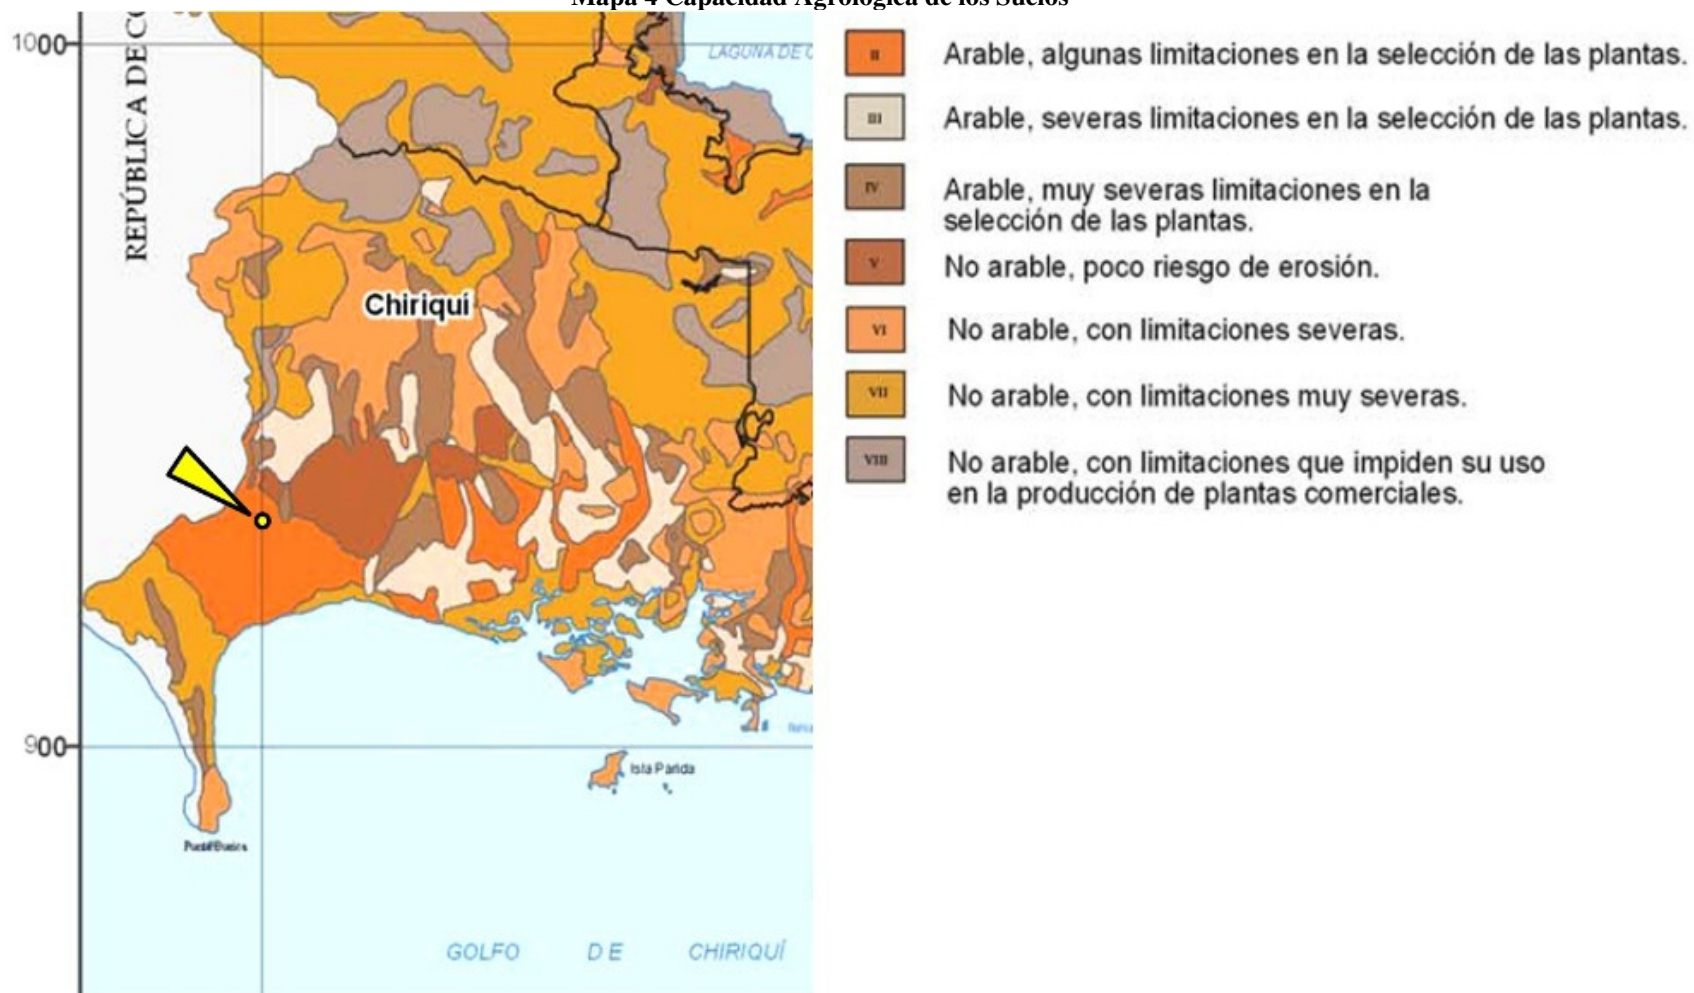 Mapa 4 Capacidad Agrológica de los Suelos
1000
REPÚBLICA DE CO
LAGUNA DE C
Chiriquí
900
Isla Parida
GOLFO DE CHIRIQUÍ
II Arable, algunas limitaciones en la selección de las plantas.
III Arable, severas limitaciones en la selección de las plantas.
IV Arable, muy severas limitaciones en la
selección de las plantas.
V No arable, poco riesgo de erosión.
VI No arable, con limitaciones severas.
VII No arable, con limitaciones muy severas.
VIII No arable, con limitaciones que impiden su uso
en la producción de plantas comerciales.